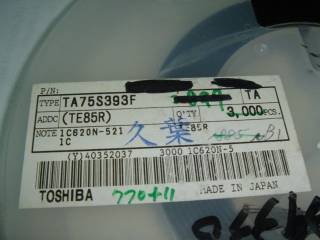 P/N:
TYPE TA75S393F TA
ADDC (TE85R) Q'TY 3,000 PCS.
NOTE 1C620N-521 TE85R
1C 久葉
(Y) 40352037 3000 1C620N-5
TOSHIBA MADE IN JAPAN